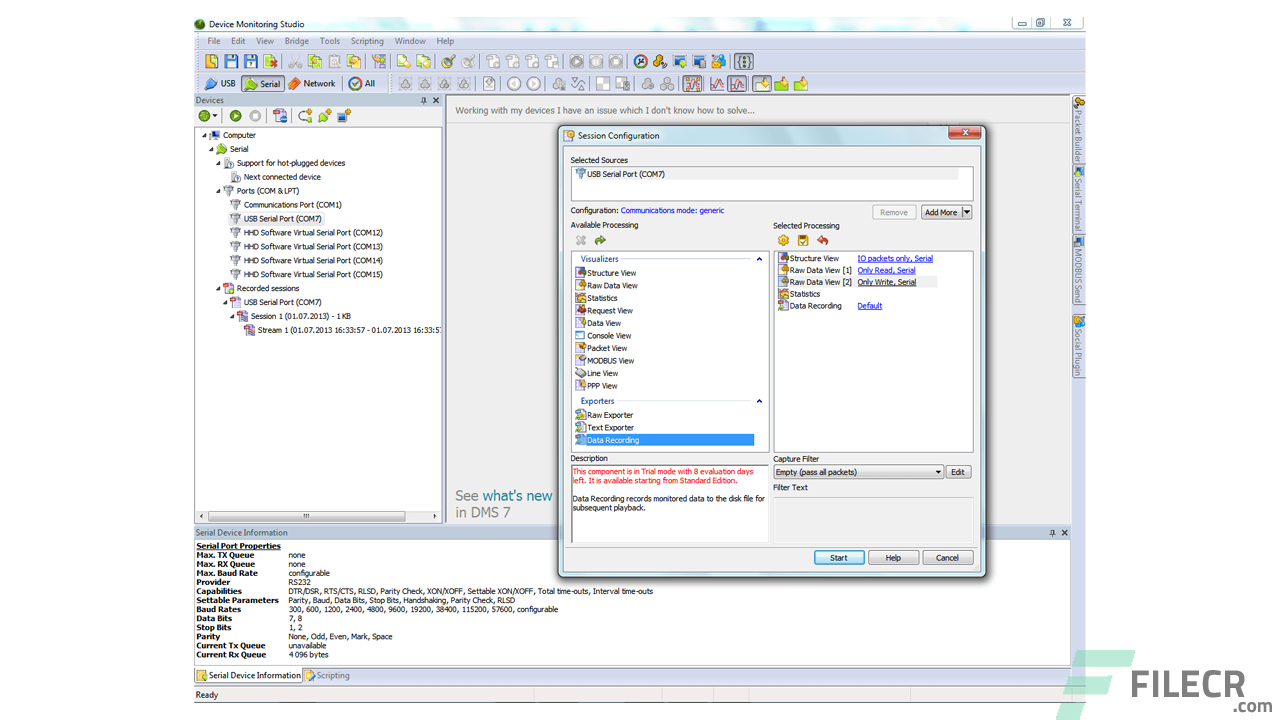 Device Monitoring Studio
File Edit View Bridge Tools Scripting Window Help
USB Serial Network All
Devices
Computer
Serial
Support for hot-plugged devices
Next connected device
Ports (COM & LPT)
Communications Port (COM1)
USB Serial Port (COM7)
HHD Software Virtual Serial Port (COM12)
HHD Software Virtual Serial Port (COM13)
HHD Software Virtual Serial Port (COM14)
HHD Software Virtual Serial Port (COM15)
Recorded sessions
USB Serial Port (COM7)
Session 1 (01.07.2013) - 1 KB
Stream 1 (01.07.2013 16:33:57 - 01.07.2013 16:33:57
Working with my devices I have an issue which I don't know how to solve...
See what's new
in DMS 7
Session Configuration
Selected Sources
USB Serial Port (COM7)
Configuration: Communications mode: generic
Remove
Add More
Available Processing
Visualizers
Structure View
Raw Data View
Statistics
Request View
Data View
Console View
Packet View
MODBUS View
Line View
PPP View
Exporters
Raw Exporter
Text Exporter
Data Recording
Selected Processing
Structure View IO packets only, Serial
Raw Data View [1] Only Read, Serial
Raw Data View [2] Only Write, Serial
Statistics
Data Recording Default
Description
This component is in Trial mode with 8 evaluation days
left. It is available starting from Standard Edition.
Data Recording records monitored data to the disk file for
subsequent playback.
Capture Filter
Empty (pass all packets)
Edit
Filter Text
Start
Help
Cancel
Packet Builder
Serial Terminal
MODBUS Send
Social Plugin
Serial Device Information
Serial Port Properties
Max. TX Queue none
Max. RX Queue none
Max. Baud Rate configurable
Provider RS232
Capabilities DTR/DSR, RTS/CTS, RLSD, Parity Check, XON/XOFF, Settable XON/XOFF, Total time-outs, Interval time-outs
Settable Parameters Parity, Baud, Data Bits, Stop Bits, Handshaking, Parity Check, RLSD
Baud Rates 300, 600, 1200, 2400, 4800, 9600, 19200, 38400, 115200, 57600, configurable
Data Bits 7, 8
Stop Bits 1, 2
Parity None, Odd, Even, Mark, Space
Current Tx Queue unavailable
Current Rx Queue 4 096 bytes
Serial Device Information Scripting
Ready
FILECR
.com